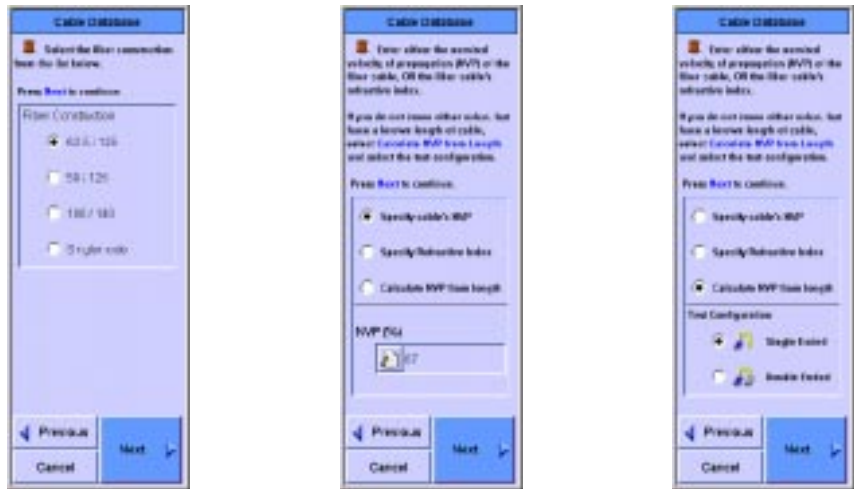 Cable Database
Select the fiber construction
from the list below.
Press Next to continue
Fiber Construction
62.5 / 125
50 / 125
100 / 140
Single mode
Previous
Next
Cancel
Cable Database
Enter either the nominal
velocity of propagation (NVP) of the
fiber cable, OR the fiber cable's
refractive index.
If you do not know either value, but
have a known length of cable,
select Calculate NVP from Length
and select the test configuration.
Press Next to continue.
Specify cable's NVP
Specify Refractive Index
Calculate NVP from length
NVP (%)
67
Previous
Next
Cancel
Cable Database
Enter either the nominal
velocity of propagation (NVP) of the
fiber cable, OR the fiber cable's
refractive index.
If you do not know either value, but
have a known length of cable,
select Calculate NVP from Length
and select the test configuration.
Press Next to continue.
Specify cable's NVP
Specify Refractive Index
Calculate NVP from length
Test Configuration
Single Ended
Double Ended
Previous
Next
Cancel